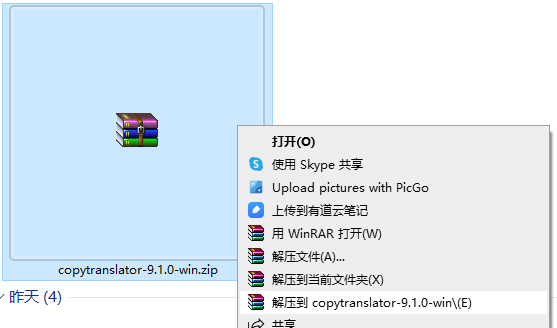 打开(O)
使用 Skype 共享
Upload pictures with PicGo
上传到有道云笔记
用 WinRAR 打开(W)
解压文件(A)...
解压到当前文件夹(X)
解压到 copytranslator-9.1.0-win\(E)
共享
copytranslator-9.1.0-win.zip
昨天 (4)